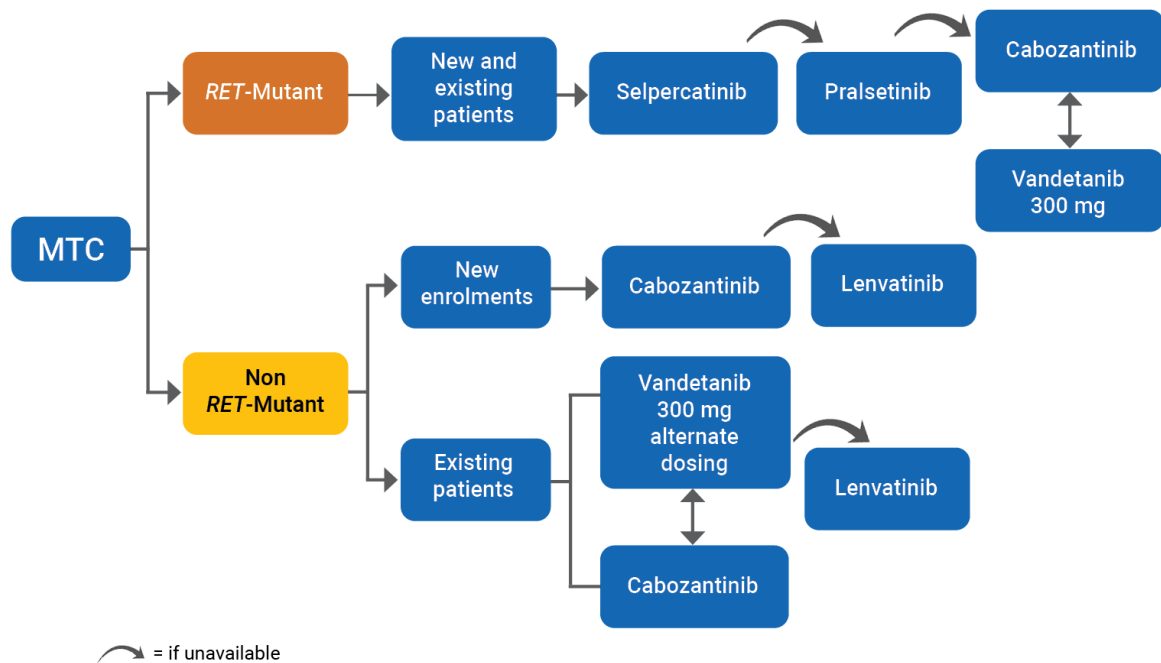 MTC
RET-Mutant
New and
existing
patients
Selpercatinib
Pralsetinib
Cabozantinib
Vandetanib
300 mg
Non
RET-Mutant
New
enrolments
Cabozantinib
Lenvatinib
Existing
patients
Vandetanib
300 mg
alternate
dosing
Lenvatinib
Cabozantinib
= if unavailable